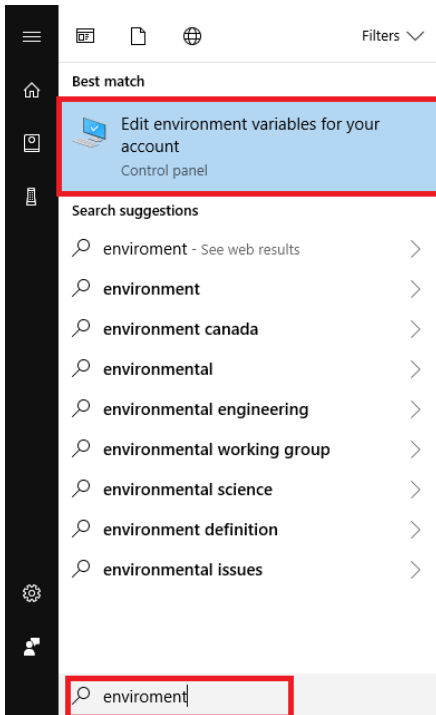 Filters
Best match
Edit environment variables for your
account
Control panel
Search suggestions
enviroment - See web results
environment
environment canada
environmental
environmental engineering
environmental working group
environmental science
environment definition
environmental issues
enviroment